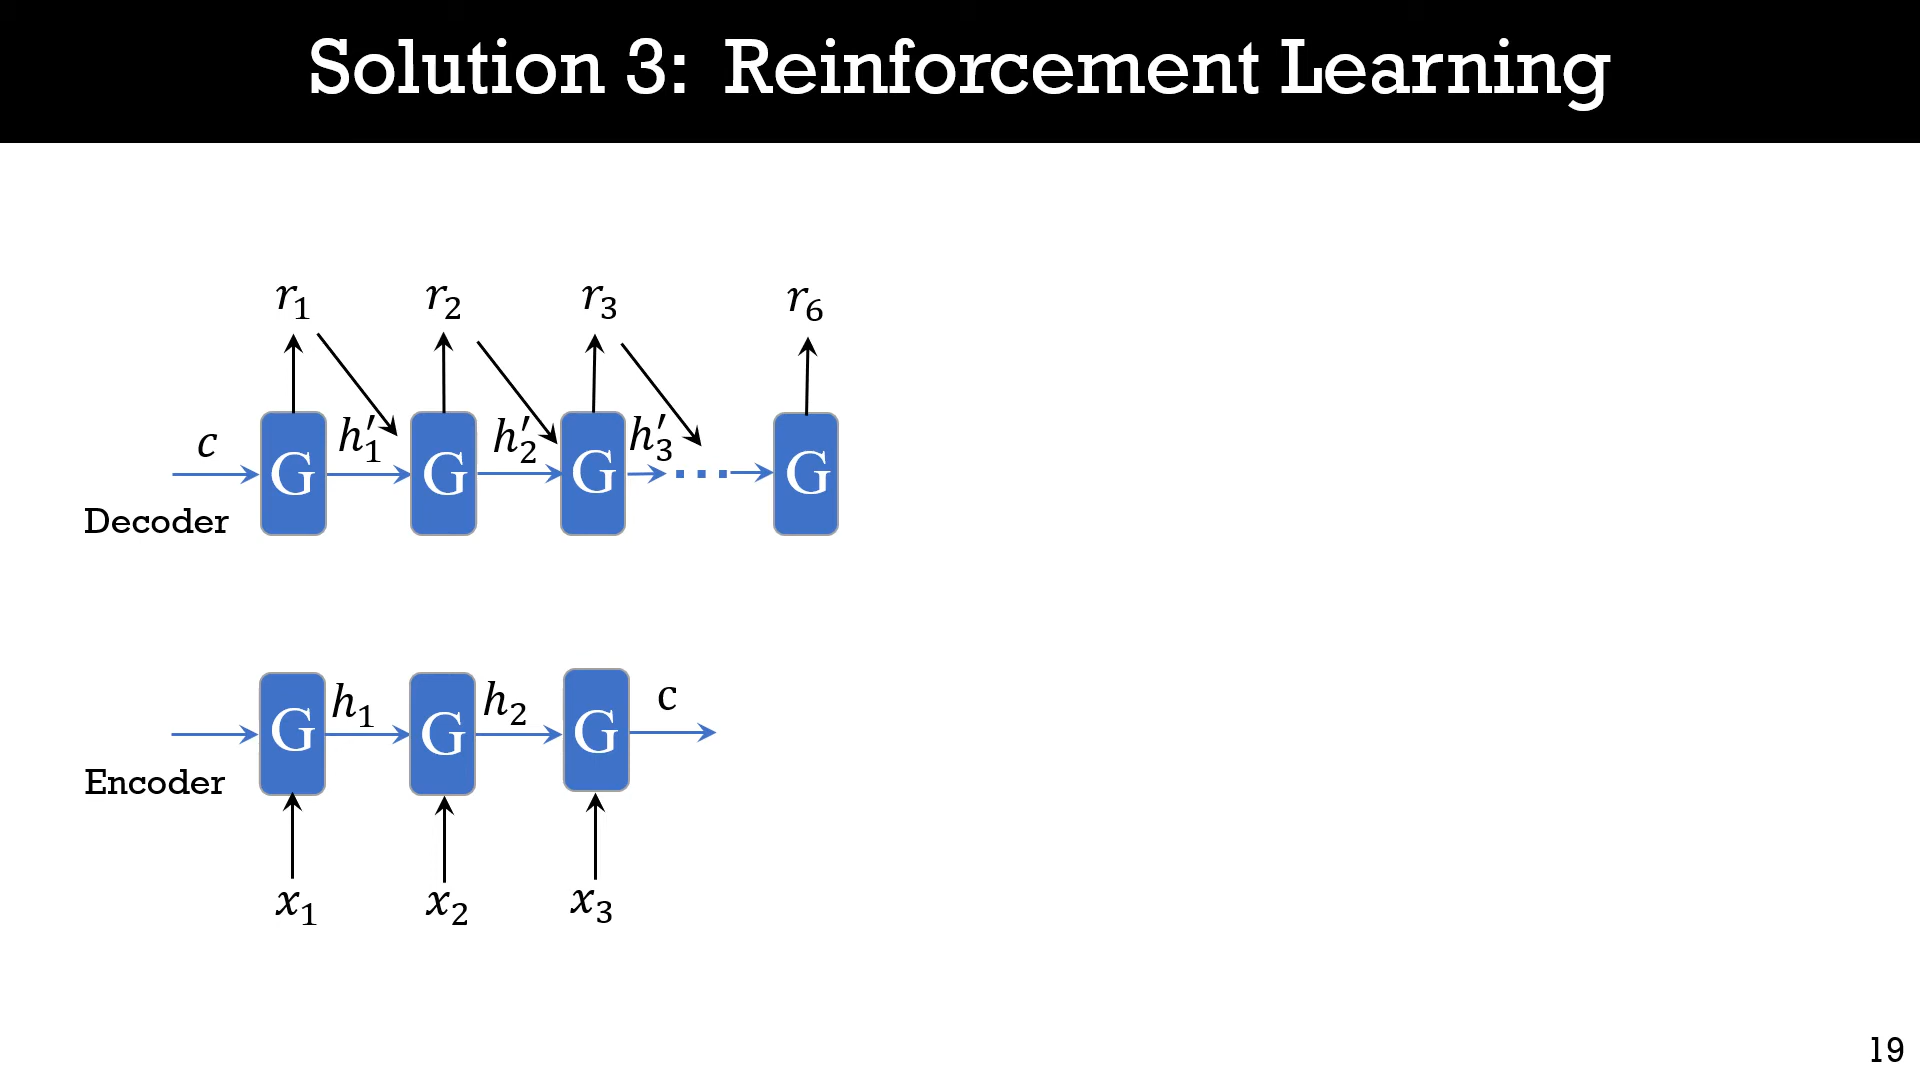 Solution 3: Reinforcement Learning
r₁ r₂ r₃ r₆
c h′₁ h′₂ h′₃
G G G ... G
Decoder
h₁ h₂ c
G G G
Encoder
x₁ x₂ x₃
19